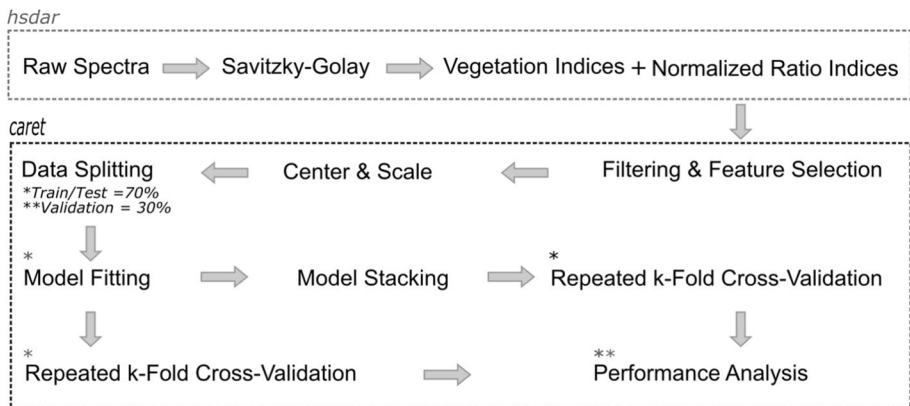 hsdar
Raw Spectra Savitzky-Golay Vegetation Indices + Normalized Ratio Indices
caret
Data Splitting Center & Scale Filtering & Feature Selection
*Train/Test =70%
**Validation = 30%
* *
Model Fitting Model Stacking Repeated k-Fold Cross-Validation
* **
Repeated k-Fold Cross-Validation Performance Analysis